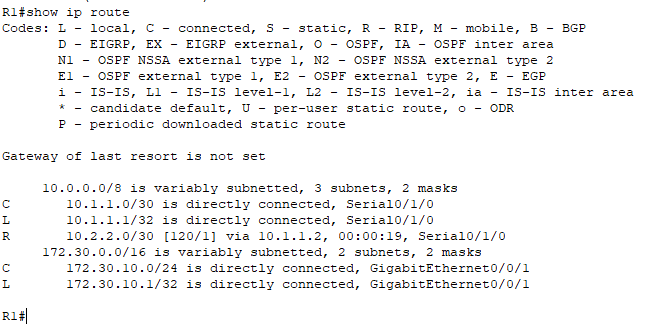 R1#show ip route
Codes: L - local, C - connected, S - static, R - RIP, M - mobile, B - BGP
       D - EIGRP, EX - EIGRP external, O - OSPF, IA - OSPF inter area
       N1 - OSPF NSSA external type 1, N2 - OSPF NSSA external type 2
       E1 - OSPF external type 1, E2 - OSPF external type 2, E - EGP
       i - IS-IS, L1 - IS-IS level-1, L2 - IS-IS level-2, ia - IS-IS inter area
       * - candidate default, U - per-user static route, o - ODR
       P - periodic downloaded static route

Gateway of last resort is not set

     10.0.0.0/8 is variably subnetted, 3 subnets, 2 masks
C       10.1.1.0/30 is directly connected, Serial0/1/0
L       10.1.1.1/32 is directly connected, Serial0/1/0
R       10.2.2.0/30 [120/1] via 10.1.1.2, 00:00:19, Serial0/1/0
     172.30.0.0/16 is variably subnetted, 2 subnets, 2 masks
C       172.30.10.0/24 is directly connected, GigabitEthernet0/0/1
L       172.30.10.1/32 is directly connected, GigabitEthernet0/0/1

R1#